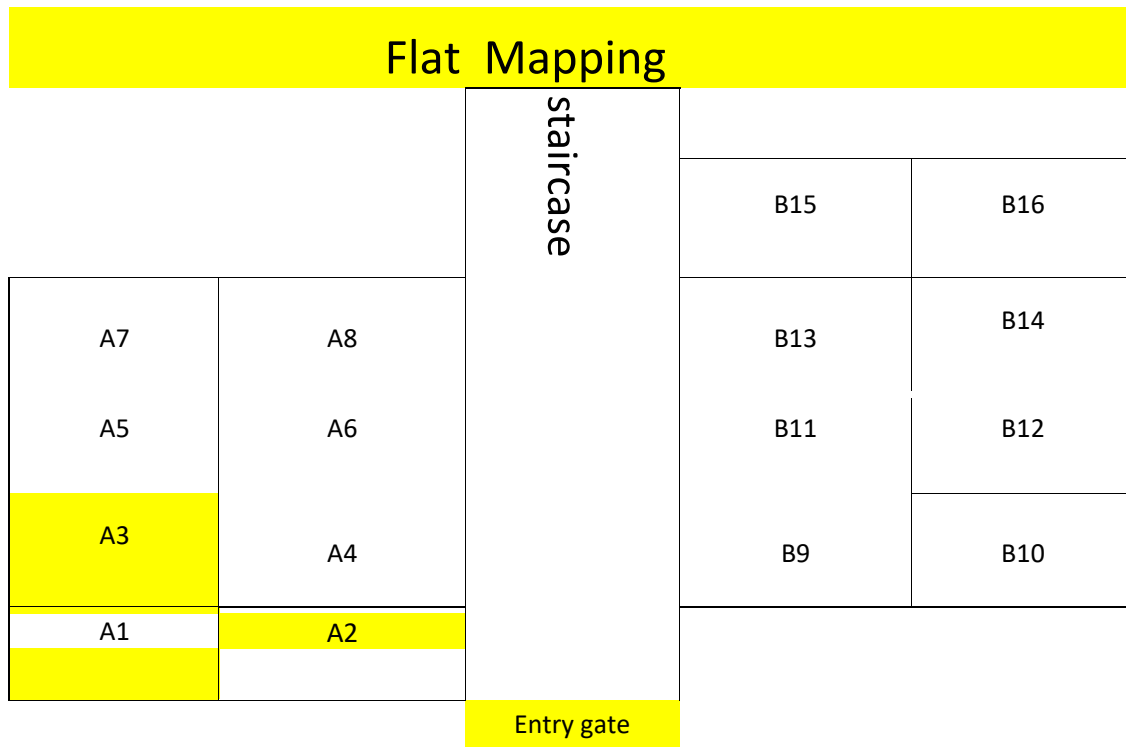 Flat Mapping
staircase
B15 B16
A7 A8 B13 B14
A5 A6 B11 B12
A3 A4 B9 B10
A1 A2
Entry gate